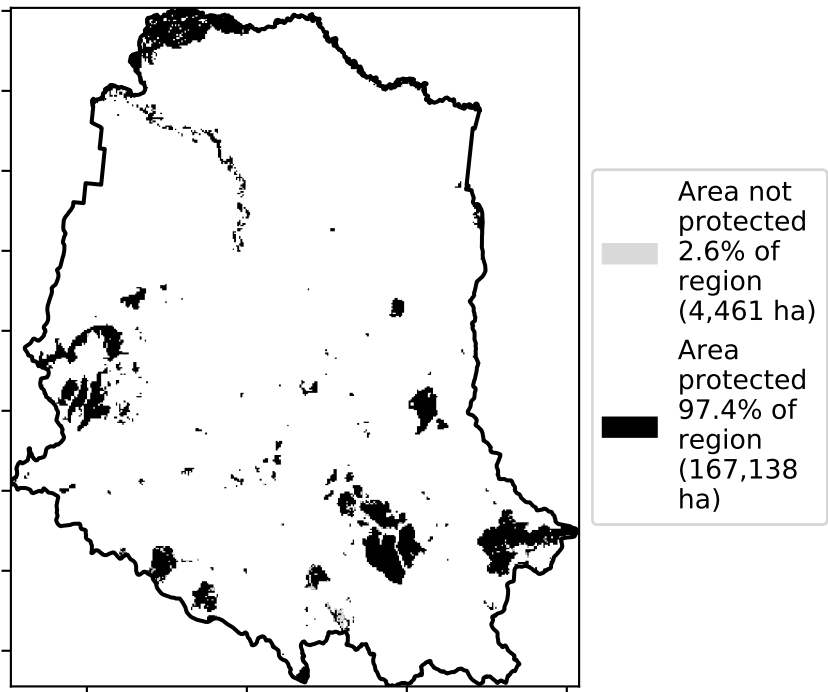 Area not
protected
2.6% of
region
(4,461 ha)
Area
protected
97.4% of
region
(167,138
ha)